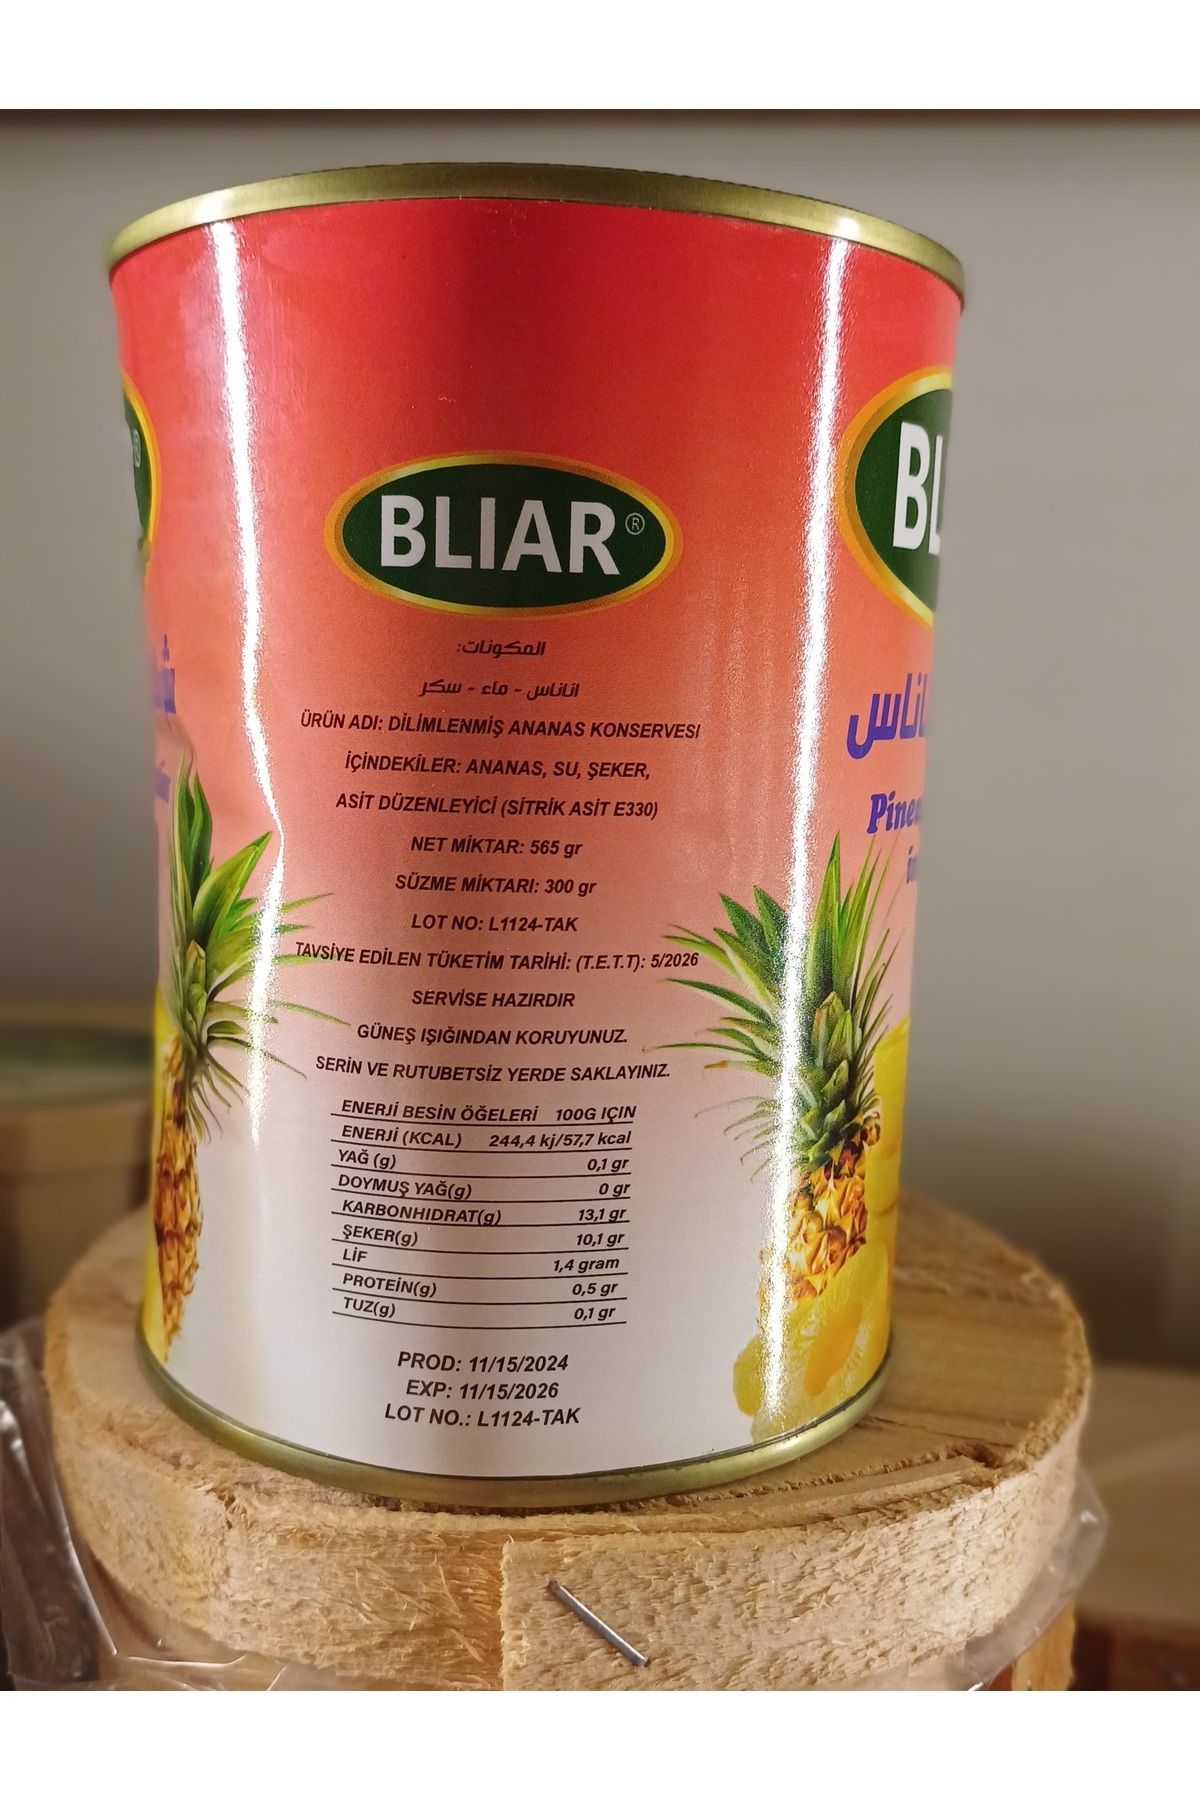 BLIAR®
BL
المكونات:
اناناس - ماء - سكر
ÜRÜN ADI: DİLİMLENMİŞ ANANAS KONSERVESI
İÇİNDEKİLER: ANANAS, SU, ŞEKER,
ASİT DÜZENLEYİCİ (SİTRİK ASİT E330)
NET MİKTAR: 565 gr
SÜZME MİKTARI: 300 gr
LOT NO: L1124-TAK
TAVSİYE EDİLEN TÜKETİM TARİHİ: (T.E.T.T): 5/2026
SERVİSE HAZIRDIR
GÜNEŞ IŞIĞINDAN KORUYUNUZ.
SERİN VE RUTUBETSİZ YERDE SAKLAYINIZ.
ENERJİ BESİN ÖĞELERİ 100G IÇIN
ENERJİ (KCAL) 244,4 kj/57,7 kcal
YAĞ (g) 0,1 gr
DOYMUŞ YAĞ(g) 0 gr
KARBONHIDRAT(g) 13,1 gr
ŞEKER(g) 10,1 gr
LİF 1,4 gram
PROTEİN(g) 0,5 gr
TUZ(g) 0,1 gr
PROD: 11/15/2024
EXP: 11/15/2026
LOT NO.: L1124-TAK